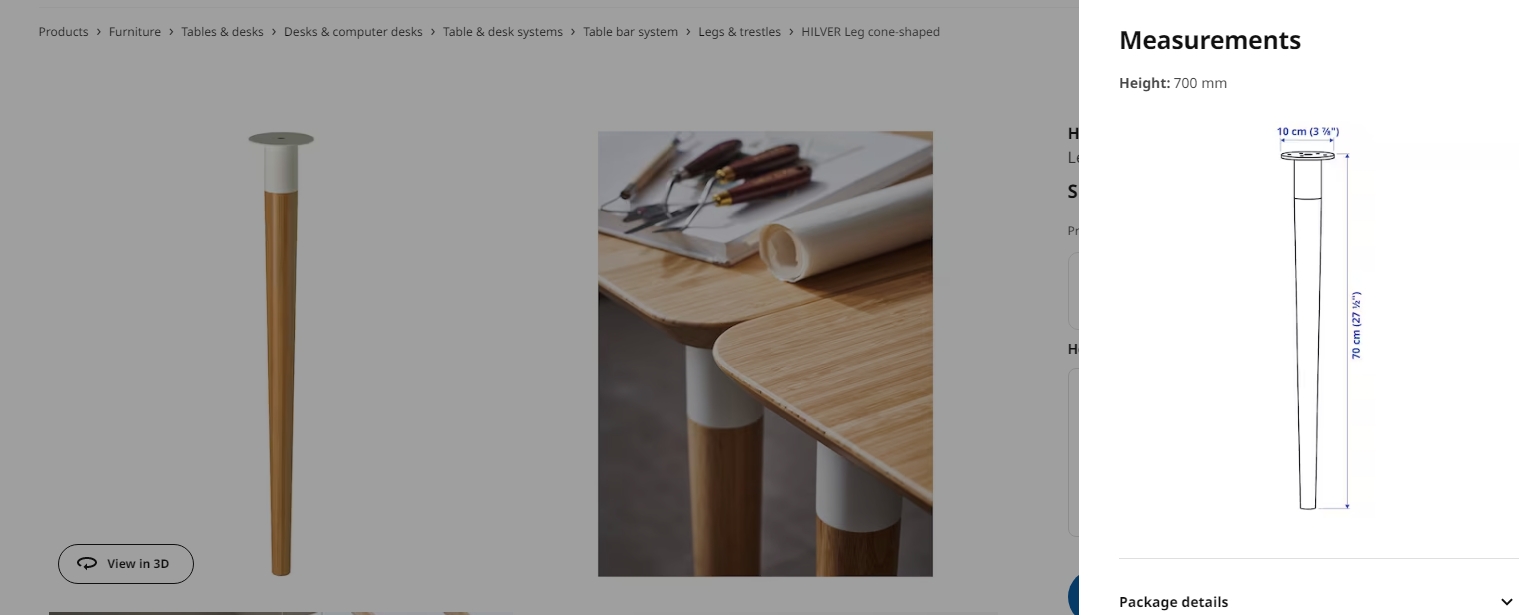 Products › Furniture › Tables & desks › Desks & computer desks › Table & desk systems › Table bar system › Legs & trestles › HILVER Leg cone-shaped
View in 3D
H
Le
S
Pr
H
Measurements
Height: 700 mm
10 cm (3 ⅞")
70 cm (27 ½")
Package details